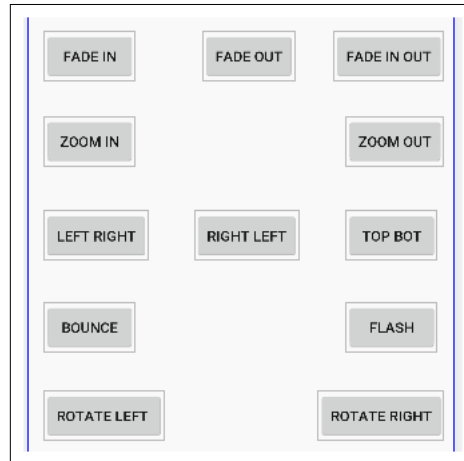 FADE IN FADE OUT FADE IN OUT
ZOOM IN ZOOM OUT
LEFT RIGHT RIGHT LEFT TOP BOT
BOUNCE FLASH
ROTATE LEFT ROTATE RIGHT